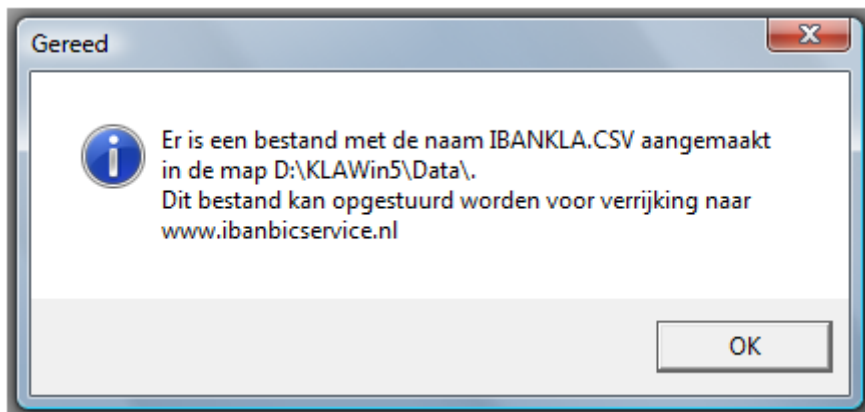 Gereed
Er is een bestand met de naam IBANKLA.CSV aangemaakt
in de map D:\KLAWin5\Data\.
Dit bestand kan opgestuurd worden voor verrijking naar
www.ibanbicservice.nl
OK